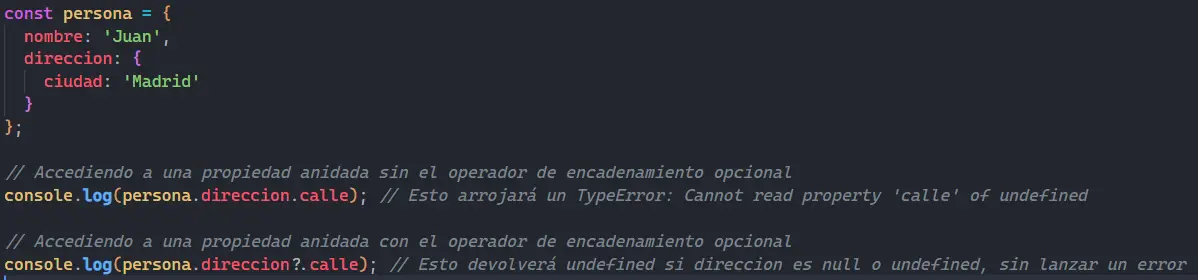 const persona = {
  nombre: 'Juan',
  direccion: {
    ciudad: 'Madrid'
  }
};

// Accediendo a una propiedad anidada sin el operador de encadenamiento opcional
console.log(persona.direccion.calle); // Esto arrojará un TypeError: Cannot read property 'calle' of undefined

// Accediendo a una propiedad anidada con el operador de encadenamiento opcional
console.log(persona.direccion?.calle); // Esto devolverá undefined si direccion es null o undefined, sin lanzar un error